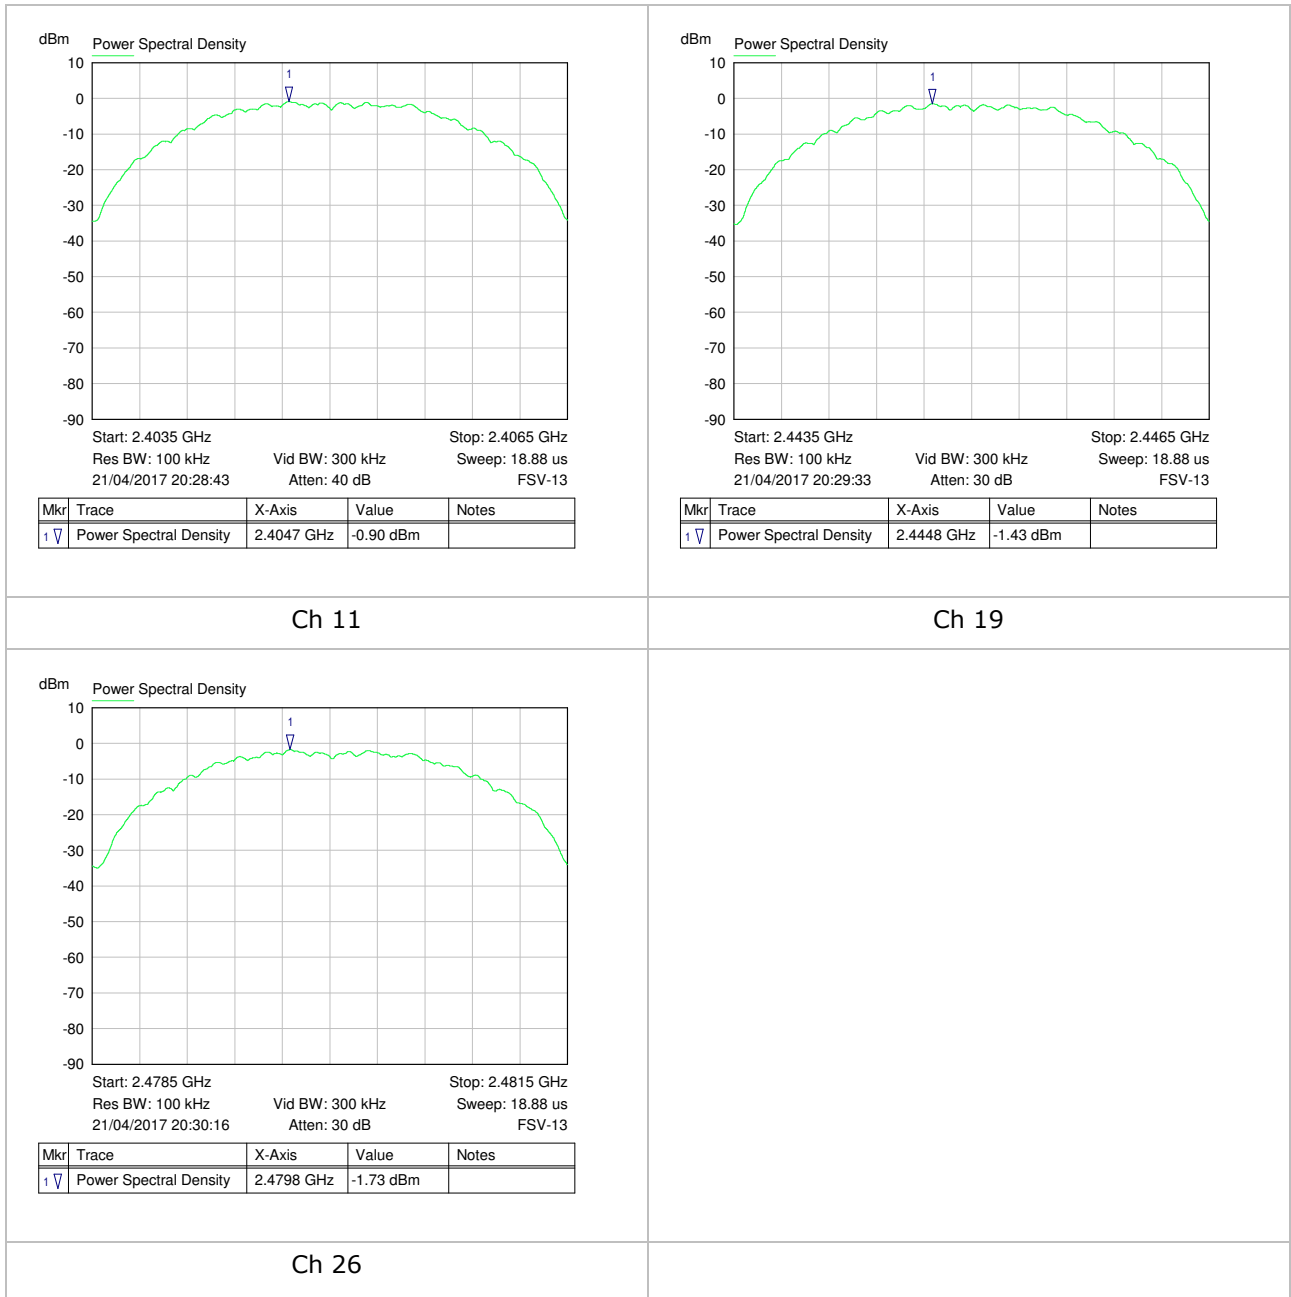 dBm Power Spectral Density
10
1
0
-10
-20
-30
-40
-50
-60
-70
-80
-90
Start: 2.4035 GHz Stop: 2.4065 GHz
Res BW: 100 kHz Vid BW: 300 kHz Sweep: 18.88 us
21/04/2017 20:28:43 Atten: 40 dB FSV-13
Mkr Trace X-Axis Value Notes
1 Power Spectral Density 2.4047 GHz -0.90 dBm
Ch 11
dBm Power Spectral Density
10
1
0
-10
-20
-30
-40
-50
-60
-70
-80
-90
Start: 2.4435 GHz Stop: 2.4465 GHz
Res BW: 100 kHz Vid BW: 300 kHz Sweep: 18.88 us
21/04/2017 20:29:33 Atten: 30 dB FSV-13
Mkr Trace X-Axis Value Notes
1 Power Spectral Density 2.4448 GHz -1.43 dBm
Ch 19
dBm Power Spectral Density
10
1
0
-10
-20
-30
-40
-50
-60
-70
-80
-90
Start: 2.4785 GHz Stop: 2.4815 GHz
Res BW: 100 kHz Vid BW: 300 kHz Sweep: 18.88 us
21/04/2017 20:30:16 Atten: 30 dB FSV-13
Mkr Trace X-Axis Value Notes
1 Power Spectral Density 2.4798 GHz -1.73 dBm
Ch 26